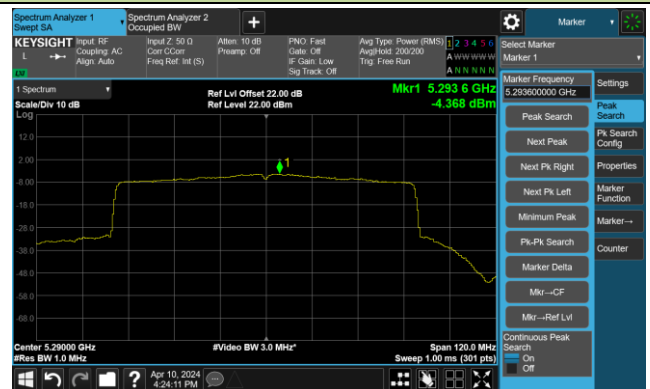 Spectrum Analyzer 1
Swept SA
Spectrum Analyzer 2
Occupied BW
+
Marker
KEYSIGHT
L
LW
Input: RF
Coupling: AC
Align: Auto
Input Z: 50 Ω
Corr CCorr
Freq Ref: Int (S)
Atten: 10 dB
Preamp: Off
PNO: Fast
Gate: Off
IF Gain: Low
Sig Track: Off
Avg Type: Power (RMS)
Avg|Hold: 200/200
Trig: Free Run
1 2 3 4 5 6
A W W W W W
A N N N N N
Select Marker
Marker 1
1 Spectrum
Scale/Div 10 dB
Log
Ref Lvl Offset 22.00 dB
Ref Level 22.00 dBm
Mkr1 5.293 6 GHz
-4.368 dBm
12.0
2.00
-8.00
-18.0
-28.0
-38.0
-48.0
-58.0
-68.0
1
Center 5.29000 GHz
#Res BW 1.0 MHz
#Video BW 3.0 MHz*
Span 120.0 MHz
Sweep 1.00 ms (301 pts)
Marker Frequency
5.293600000 GHz
Peak Search
Next Peak
Next Pk Right
Next Pk Left
Minimum Peak
Pk-Pk Search
Marker Delta
Mkr→CF
Mkr→Ref Lvl
Continuous Peak
Search
On
Off
Settings
Peak
Search
Pk Search
Config
Properties
Marker
Function
Marker→
Counter
?
Apr 10, 2024
4:24:11 PM